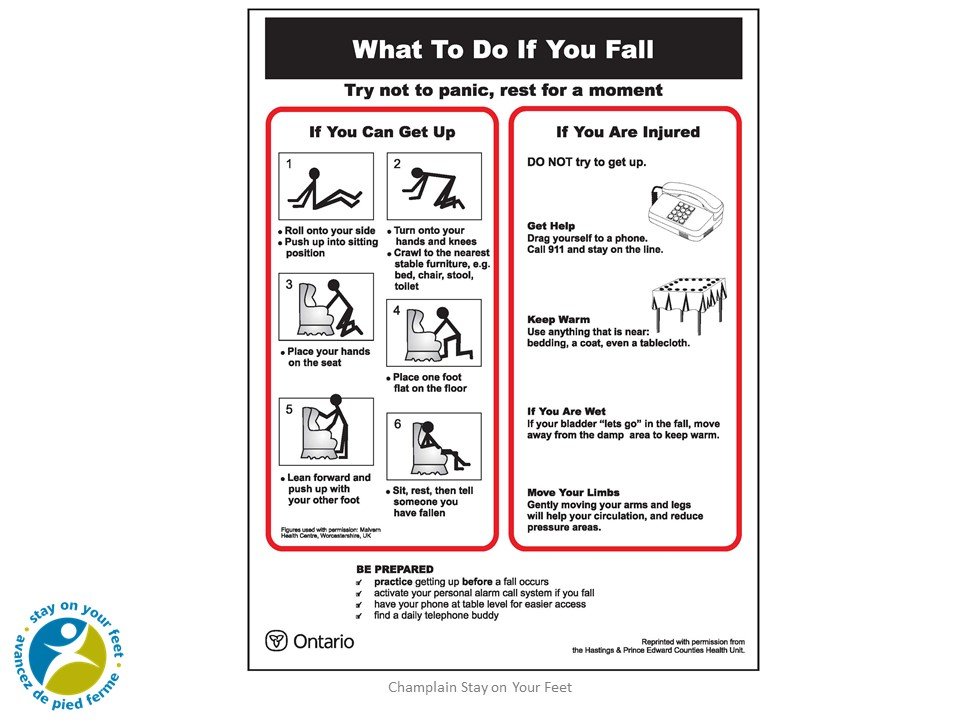 What To Do If You Fall
Try not to panic, rest for a moment
If You Can Get Up
1
• Roll onto your side
• Push up into sitting
position
2
• Turn onto your
hands and knees
• Crawl to the nearest
stable furniture, e.g.
bed, chair, stool,
toilet
3
• Place your hands
on the seat
4
• Place one foot
flat on the floor
5
• Lean forward and
push up with
your other foot
6
• Sit, rest, then tell
someone you
have fallen
Figures used with permission: Malvern
Health Centre, Worcestershire, UK
If You Are Injured
DO NOT try to get up.
Get Help
Drag yourself to a phone.
Call 911 and stay on the line.
Keep Warm
Use anything that is near:
bedding, a coat, even a tablecloth.
If You Are Wet
If your bladder “lets go” in the fall, move
away from the damp area to keep warm.
Move Your Limbs
Gently moving your arms and legs
will help your circulation, and reduce
pressure areas.
BE PREPARED
practice getting up before a fall occurs
activate your personal alarm call system if you fall
have your phone at table level for easier access
find a daily telephone buddy
Ontario
Reprinted with permission from
the Hastings & Prince Edward Counties Health Unit.
stay on your feet
avancez de pied ferme
Champlain Stay on Your Feet